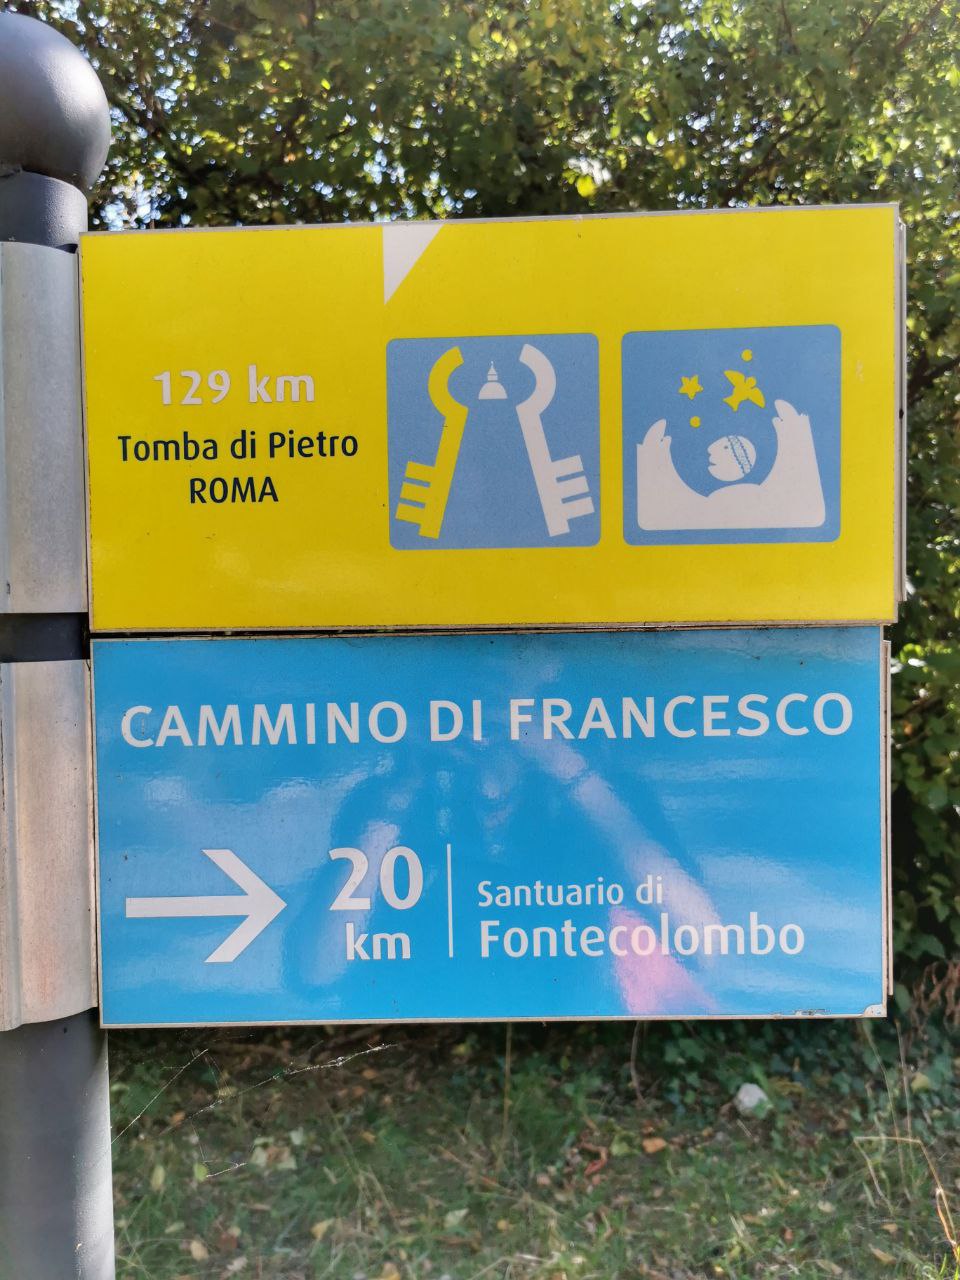 129 km
Tomba di Pietro
ROMA
CAMMINO DI FRANCESCO
20
km
Santuario di
Fontecolombo